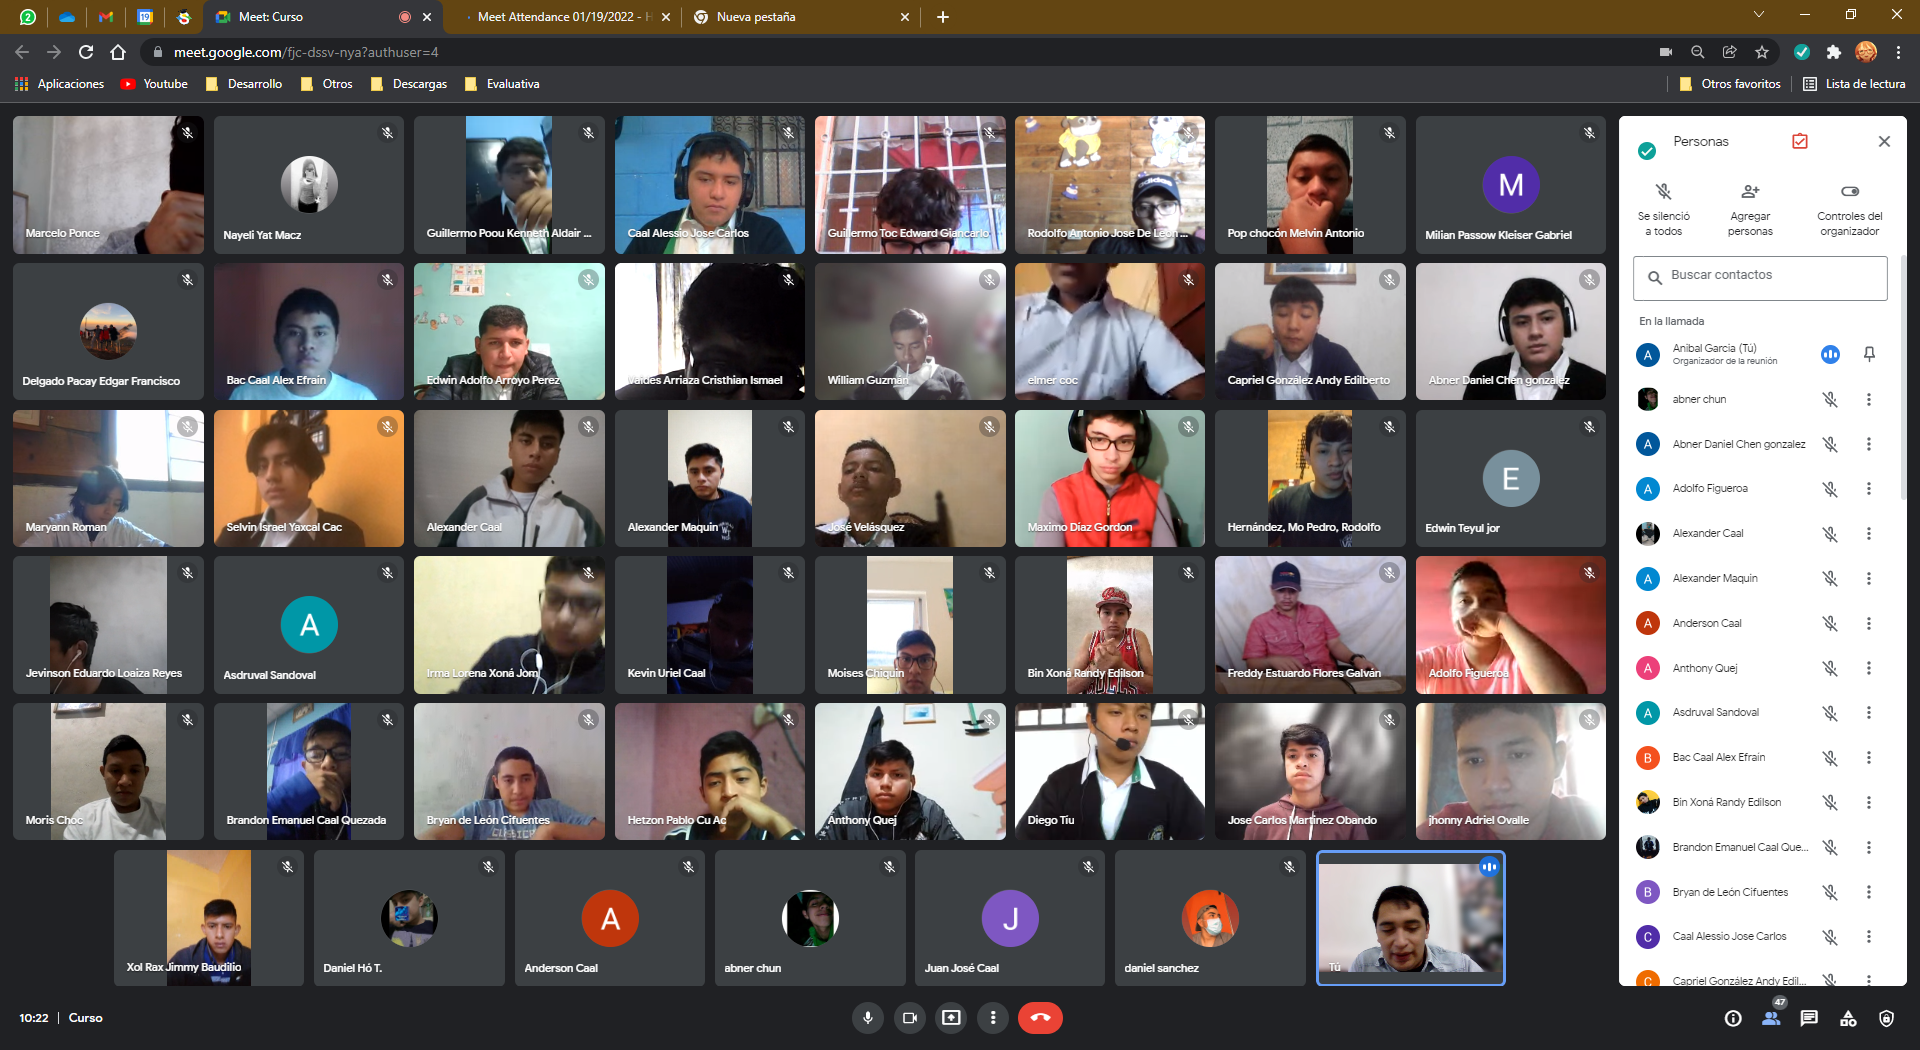 2
19
Meet: Curso
Meet Attendance 01/19/2022 - H
Nueva pestaña
meet.google.com/fjc-dssv-nya?authuser=4
Aplicaciones
Youtube
Desarrollo
Otros
Descargas
Evaluativa
Otros favoritos
Lista de lectura
Marcelo Ponce
Nayeli Yat Macz
Guillermo Poou Kenneth Aldair ...
Caal Alessio Jose Carlos
Guillermo Toc Edward Giancarlo
Rodolfo Antonio Jose De León ...
Pop chocón Melvin Antonio
M
Milian Passow Kleiser Gabriel
Delgado Pacay Edgar Francisco
Bac Caal Alex Efraín
Edwin Adolfo Arroyo Perez
Valdes Arriaza Cristhian Ismael
William Guzmán
elmer coc
Capriel González Andy Edilberto
Abner Daniel Chen gonzalez
Maryann Roman
Selvin Israel Yaxcal Cac
Alexander Caal
Alexander Maquin
José Velásquez
Maximo Díaz Gordon
Hernández, Mo Pedro, Rodolfo
E
Edwin Teyul jor
Jevinson Eduardo Loaiza Reyes
A
Asdruval Sandoval
Irma Lorena Xoná Jom
Kevin Uriel Caal
Moises Chiquin
Bin Xoná Randy Edilson
Freddy Estuardo Flores Galván
Adolfo Figueroa
Moris Choc
Brandon Emanuel Caal Quezada
Bryan de León Cifuentes
Hetzon Pablo Cu Ac
Anthony Quej
Diego Tiu
Jose Carlos Martínez Obando
jhonny Adriel Ovalle
Xol Rax Jimmy Baudilio
Daniel Hó T.
A
Anderson Caal
abner chun
J
Juan José Caal
daniel sanchez
Tú
Personas
Se silenció
a todos
Agregar
personas
Controles del
organizador
Buscar contactos
En la llamada
A
Anibal Garcia (Tú)
Organizador de la reunión
abner chun
A
Abner Daniel Chen gonzalez
A
Adolfo Figueroa
Alexander Caal
A
Alexander Maquin
A
Anderson Caal
A
Anthony Quej
A
Asdruval Sandoval
B
Bac Caal Alex Efraín
Bin Xoná Randy Edilson
Brandon Emanuel Caal Que...
B
Bryan de León Cifuentes
C
Caal Alessio Jose Carlos
C
Capriel González Andy Edil...
10:22 | Curso
47